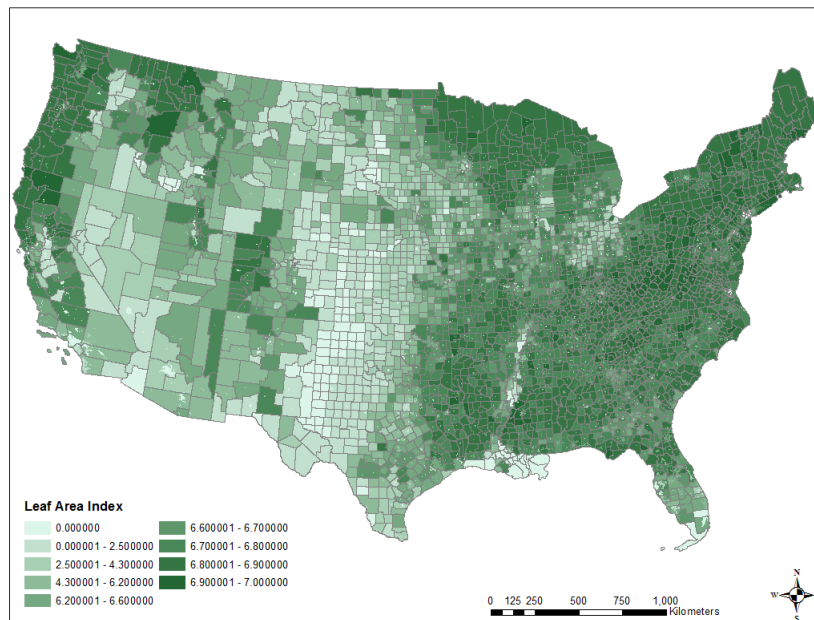 Leaf Area Index
0.000000
0.000001 - 2.500000
2.500001 - 4.300000
4.300001 - 6.200000
6.200001 - 6.600000
6.600001 - 6.700000
6.700001 - 6.800000
6.800001 - 6.900000
6.900001 - 7.000000
0 125 250 500 750 1,000
Kilometers
N
W E
S